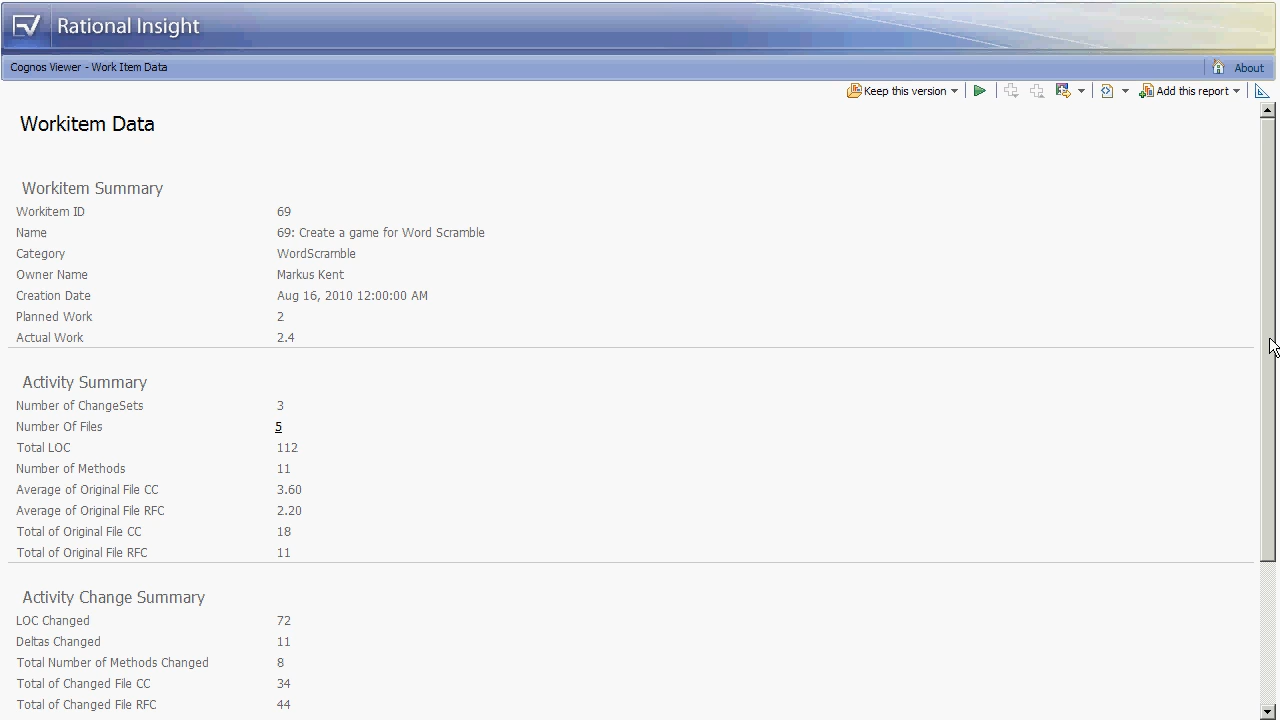 Rational Insight
Cognos Viewer - Work Item Data About
Keep this version Add this report
Workitem Data
Workitem Summary
Workitem ID 69
Name 69: Create a game for Word Scramble
Category WordScramble
Owner Name Markus Kent
Creation Date Aug 16, 2010 12:00:00 AM
Planned Work 2
Actual Work 2.4
Activity Summary
Number of ChangeSets 3
Number Of Files 5
Total LOC 112
Number of Methods 11
Average of Original File CC 3.60
Average of Original File RFC 2.20
Total of Original File CC 18
Total of Original File RFC 11
Activity Change Summary
LOC Changed 72
Deltas Changed 11
Total Number of Methods Changed 8
Total of Changed File CC 34
Total of Changed File RFC 44